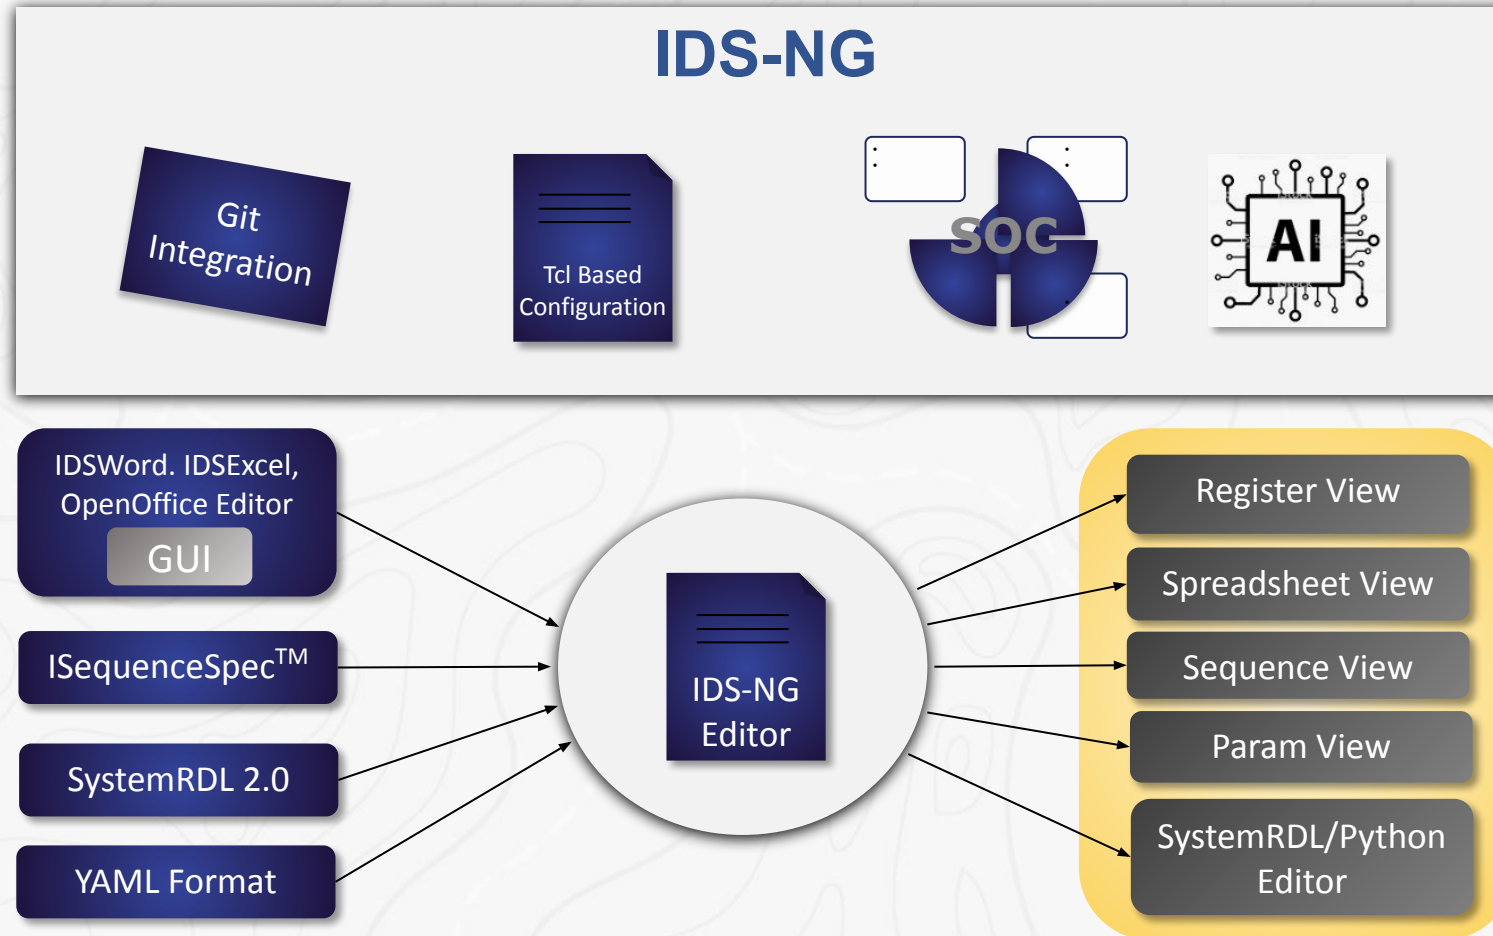 IDS-NG
Git
Integration
Tcl Based
Configuration
SOC
AI
iStock
IDSWord. IDSExcel,
OpenOffice Editor
GUI
ISequenceSpec™
SystemRDL 2.0
YAML Format
IDS-NG
Editor
Register View
Spreadsheet View
Sequence View
Param View
SystemRDL/Python
Editor